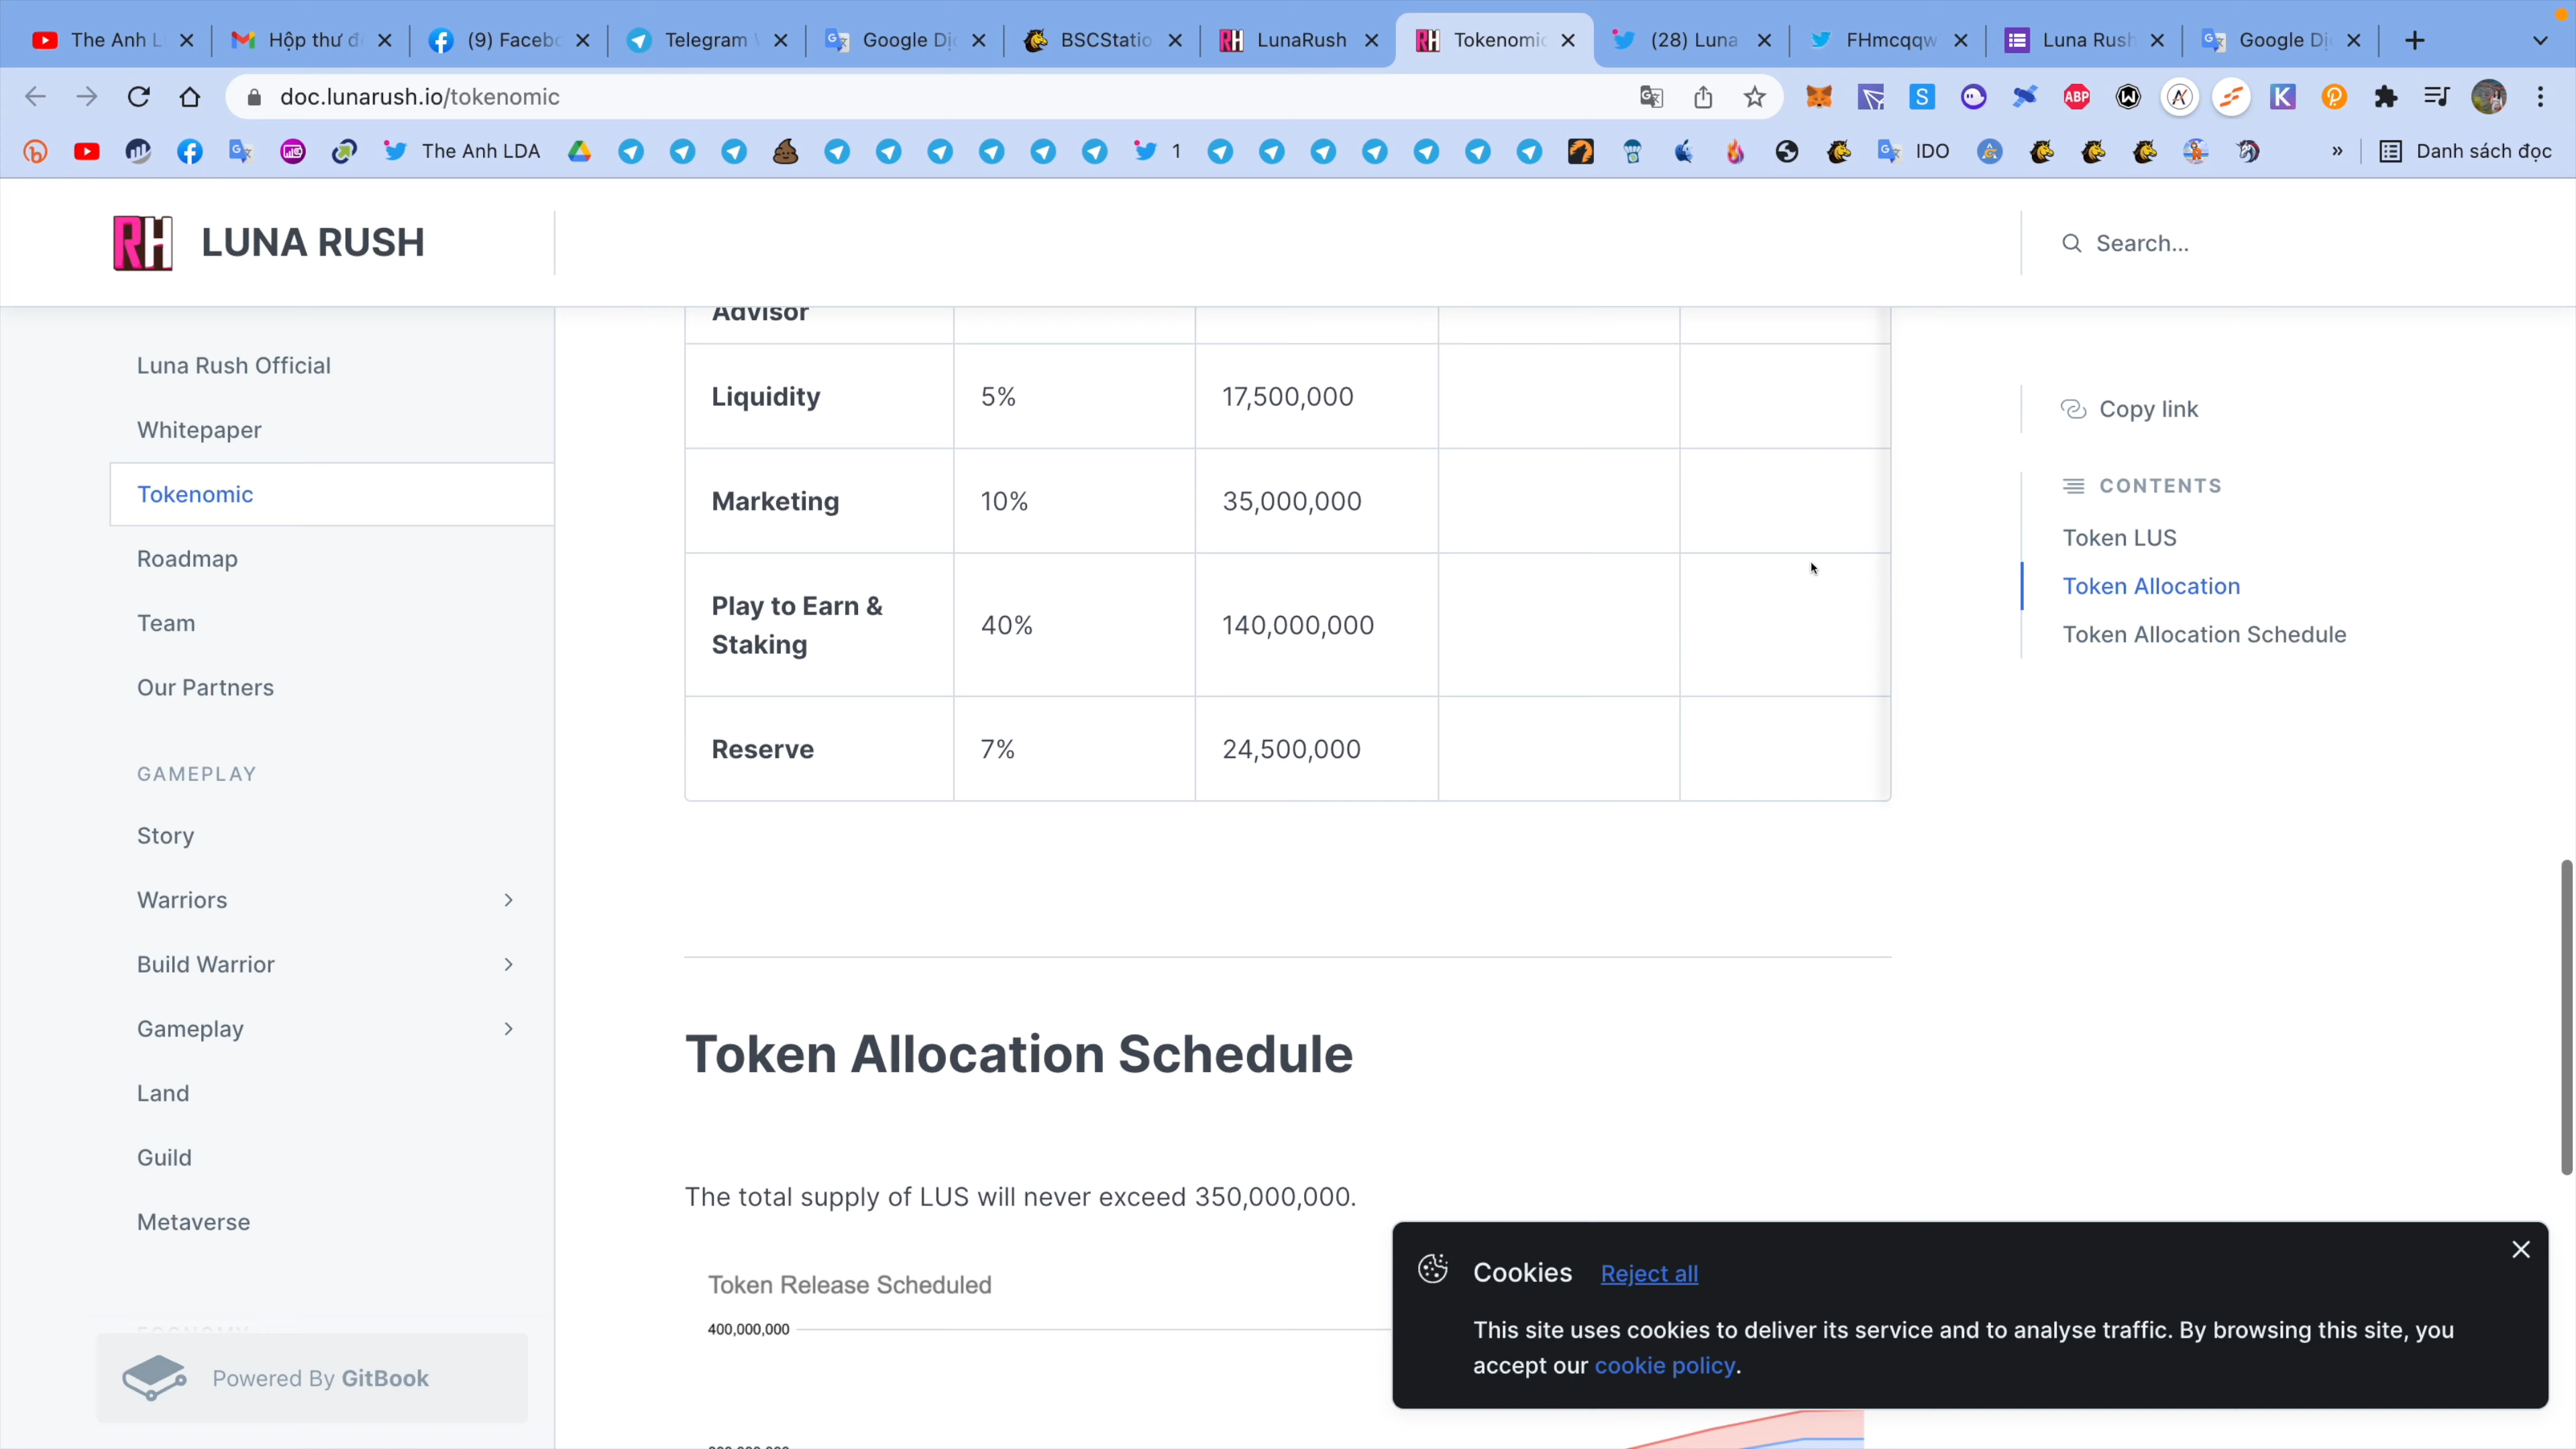 The Anh L
Hộp thư đ
(9) Facebo
Telegram
Google Dị
BSCStatio
LunaRush
Tokenomic
(28) Luna
FHmcqqw
Luna Rush
Google Dị
doc.lunarush.io/tokenomic
The Anh LDA
1
IDO
Danh sách đọc
RH LUNA RUSH
Search...
Luna Rush Official
Whitepaper
Tokenomic
Roadmap
Team
Our Partners
GAMEPLAY
Story
Warriors
Build Warrior
Gameplay
Land
Guild
Metaverse
ECONOMY
Powered By GitBook
Advisor
Liquidity 5% 17,500,000
Marketing 10% 35,000,000
Play to Earn &
Staking
40% 140,000,000
Reserve 7% 24,500,000
Token Allocation Schedule
The total supply of LUS will never exceed 350,000,000.
Token Release Scheduled
400,000,000
Copy link
CONTENTS
Token LUS
Token Allocation
Token Allocation Schedule
Cookies Reject all
This site uses cookies to deliver its service and to analyse traffic. By browsing this site, you
accept our cookie policy.